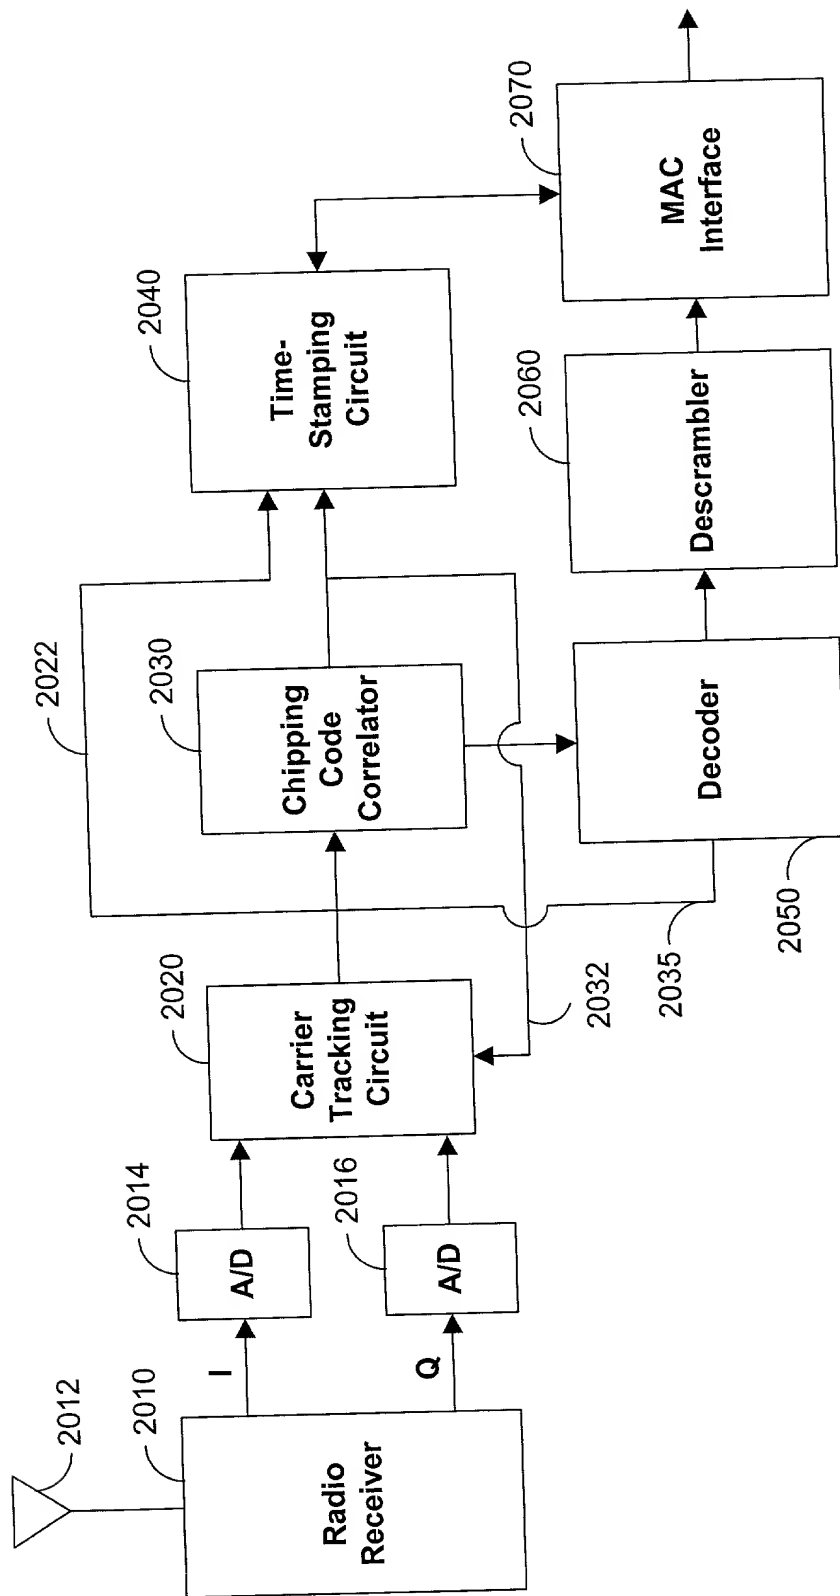 2012
2010
Radio
Receiver
I
Q
2014
A/D
2016
A/D
2020
Carrier
Tracking
Circuit
2022
2030
Chipping
Code
Correlator
2032
2035
2050
Decoder
2040
Time-
Stamping
Circuit
2060
Descrambler
2070
MAC
Interface